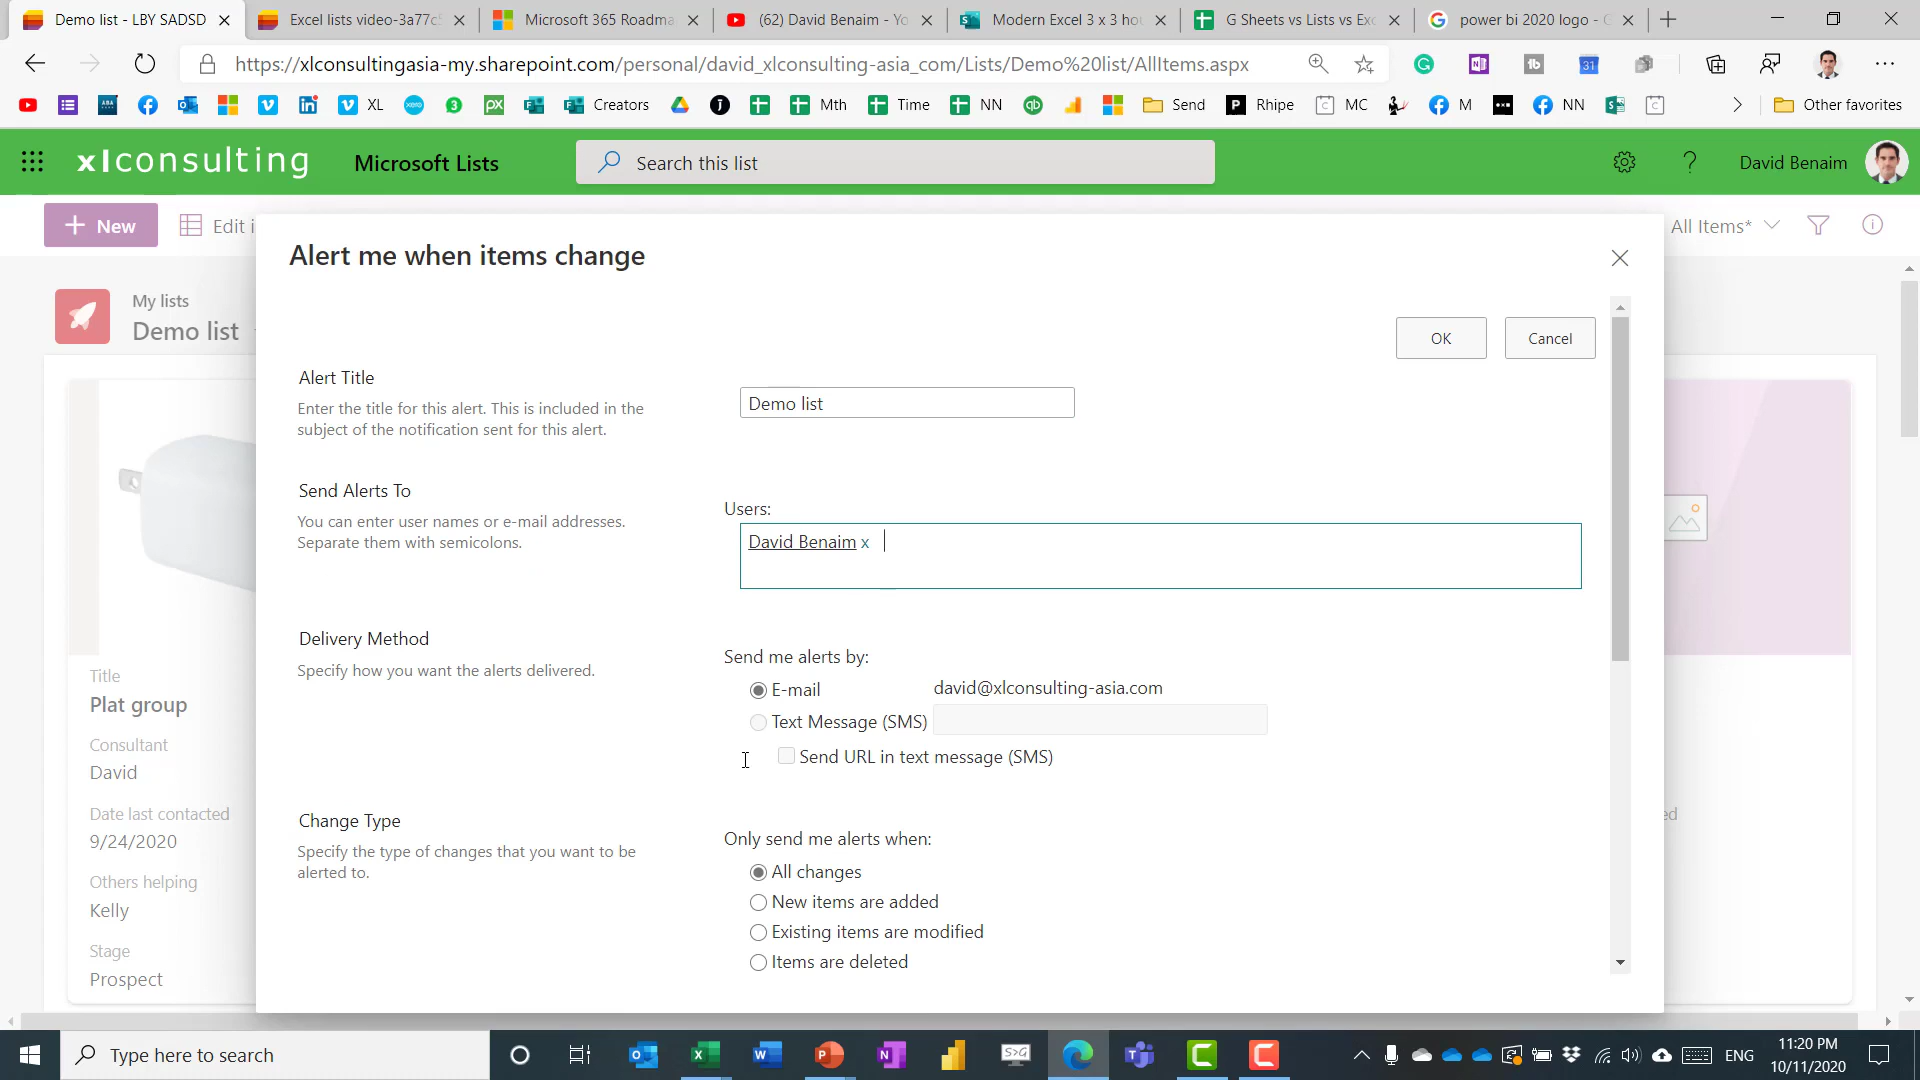 Demo list - LBY SADSD
Excel lists video-3a77c5
Microsoft 365 Roadma
(62) David Benaim - Yo
Modern Excel 3 x 3 hou
G Sheets vs Lists vs Exc
power bi 2020 logo - G
https://xlconsultingasia-my.sharepoint.com/personal/david_xlconsulting-asia_com/Lists/Demo%20list/AllItems.aspx
XL
Creators
Mth
Time
NN
Send
Rhipe
MC
M
NN
Other favorites
xlconsulting
Microsoft Lists
Search this list
David Benaim
New
Edit i
All Items*
Alert me when items change
My lists
Demo list
OK
Cancel
Alert Title
Enter the title for this alert. This is included in the
subject of the notification sent for this alert.
Demo list
Send Alerts To
You can enter user names or e-mail addresses.
Separate them with semicolons.
Users:
David Benaim x
Delivery Method
Specify how you want the alerts delivered.
Send me alerts by:
E-mail
david@xlconsulting-asia.com
Text Message (SMS)
Send URL in text message (SMS)
Change Type
Specify the type of changes that you want to be
alerted to.
Only send me alerts when:
All changes
New items are added
Existing items are modified
Items are deleted
Title
Plat group
Consultant
David
Date last contacted
9/24/2020
Others helping
Kelly
Stage
Prospect
ed
Type here to search
ENG
11:20 PM
10/11/2020